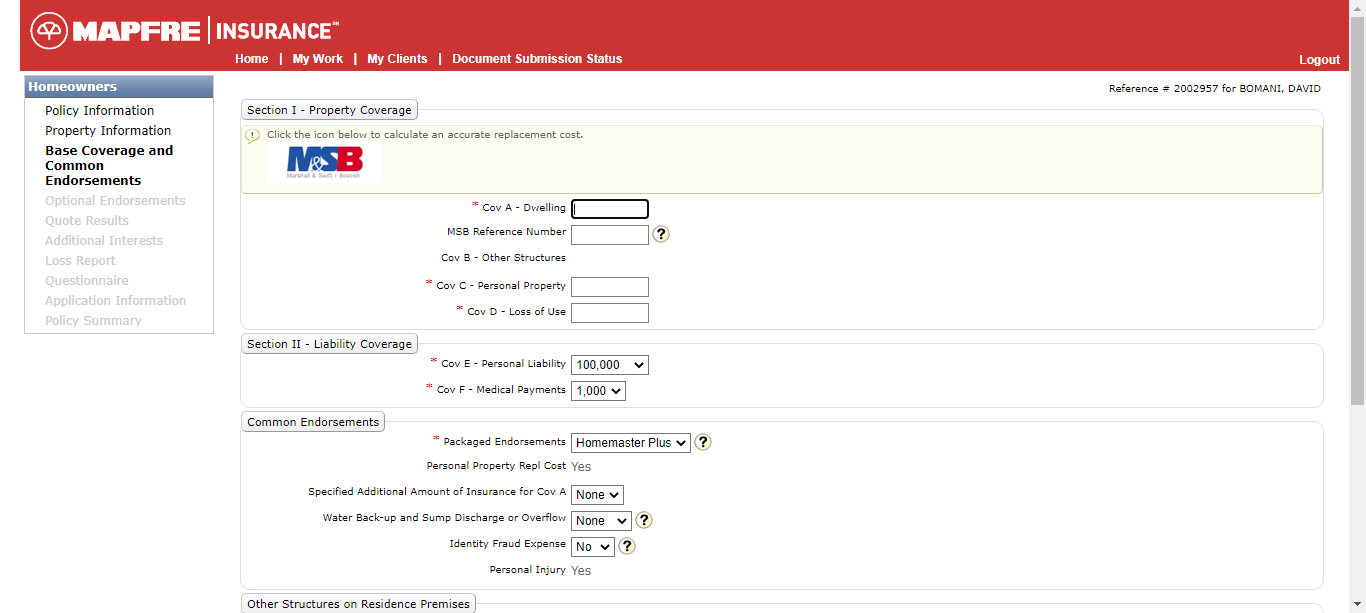 MAPFRE | INSURANCE℠
Home | My Work | My Clients | Document Submission Status
Logout
Homeowners
Policy Information
Property Information
Base Coverage and
Common
Endorsements
Optional Endorsements
Quote Results
Additional Interests
Loss Report
Questionnaire
Application Information
Policy Summary
Reference # 2002957 for BOMANI, DAVID
Section I - Property Coverage
Click the icon below to calculate an accurate replacement cost.
M&SB
Marshall & Swift / Boeckh
* Cov A - Dwelling
MSB Reference Number ?
Cov B - Other Structures
* Cov C - Personal Property
* Cov D - Loss of Use
Section II - Liability Coverage
* Cov E - Personal Liability 100,000
* Cov F - Medical Payments 1,000
Common Endorsements
* Packaged Endorsements Homemaster Plus ?
Personal Property Repl Cost Yes
Specified Additional Amount of Insurance for Cov A None
Water Back-up and Sump Discharge or Overflow None ?
Identity Fraud Expense No ?
Personal Injury Yes
Other Structures on Residence Premises